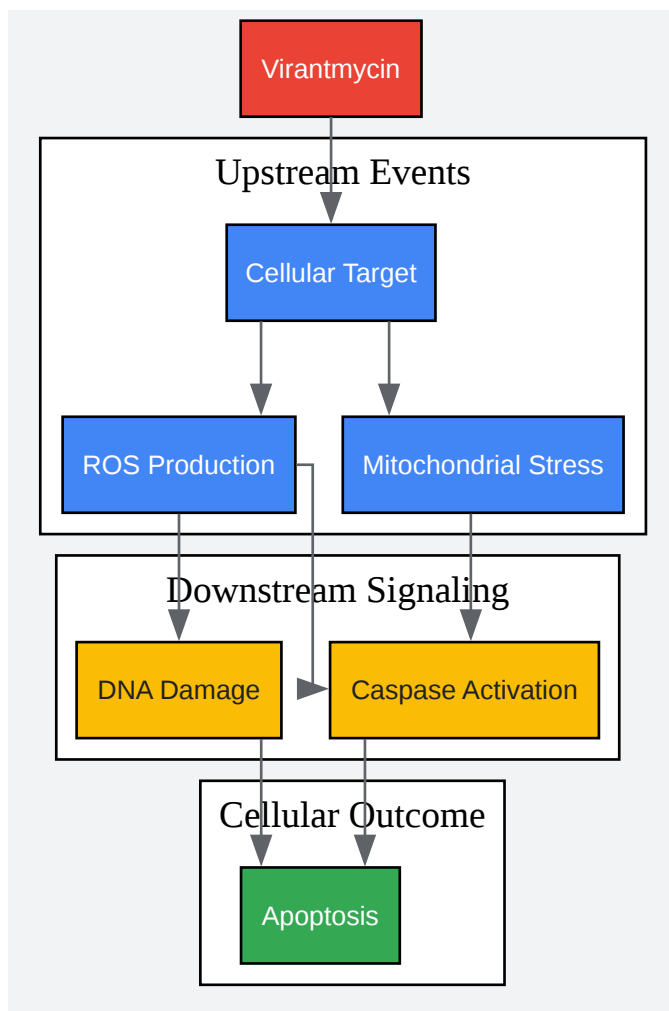 Virantmycin
Upstream Events
Cellular Target
ROS Production
Mitochondrial Stress
Downstream Signaling
DNA Damage
Caspase Activation
Cellular Outcome
Apoptosis